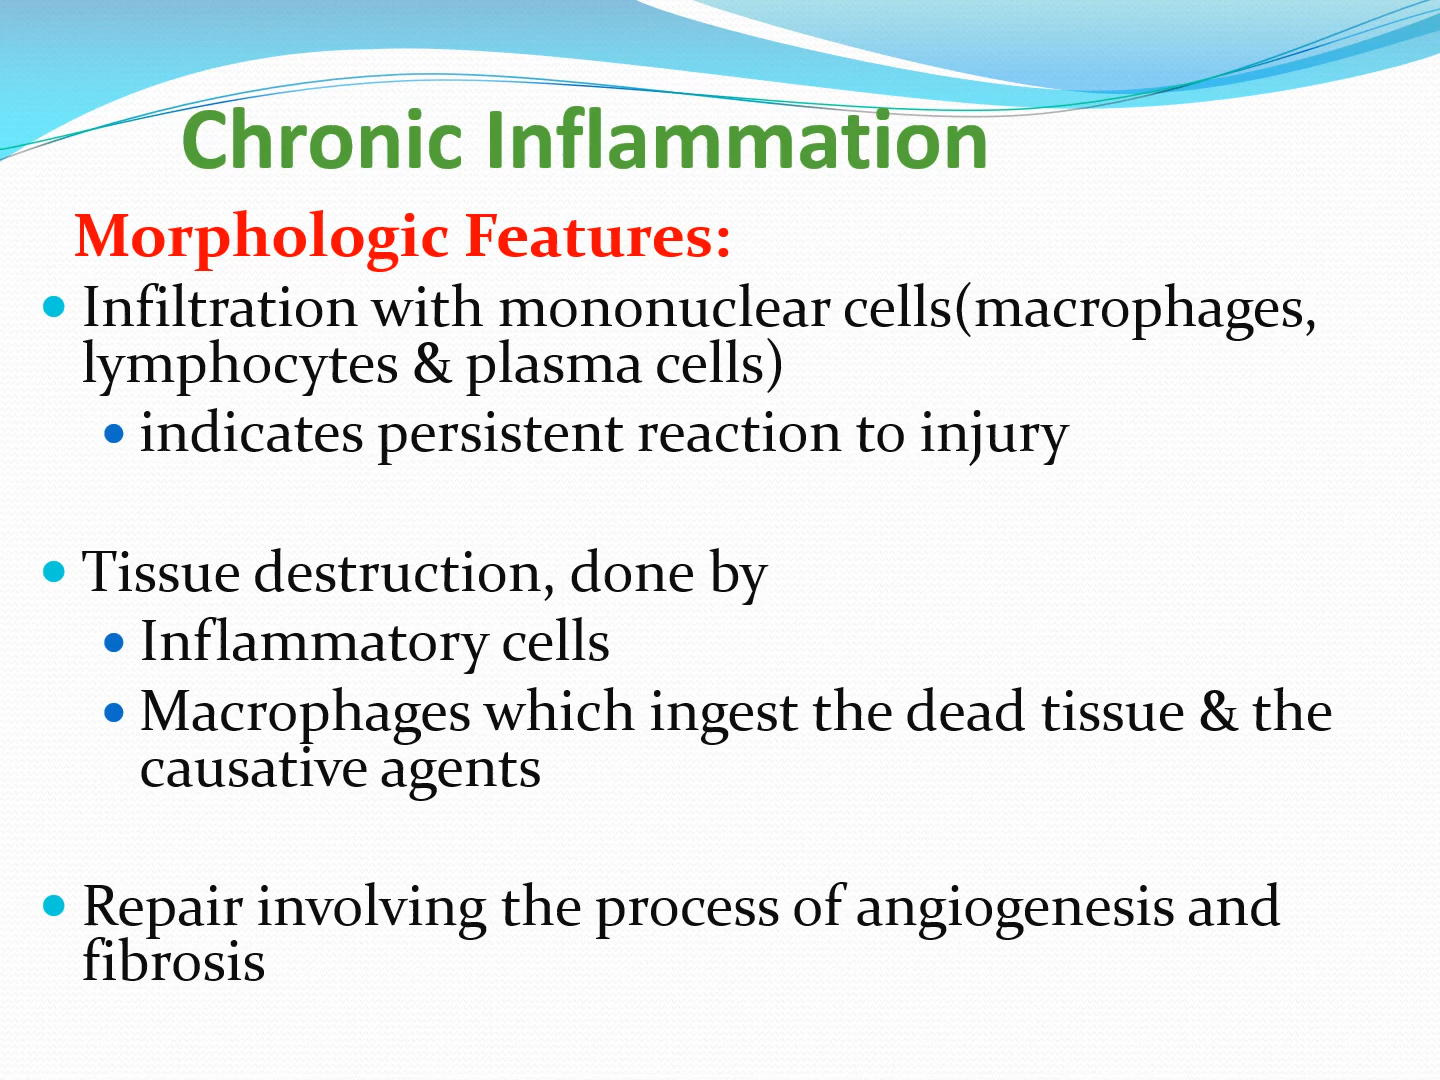 Chronic Inflammation
Morphologic Features:
• Infiltration with mononuclear cells(macrophages,
lymphocytes & plasma cells)
• indicates persistent reaction to injury
• Tissue destruction, done by
• Inflammatory cells
• Macrophages which ingest the dead tissue & the
causative agents
• Repair involving the process of angiogenesis and
fibrosis